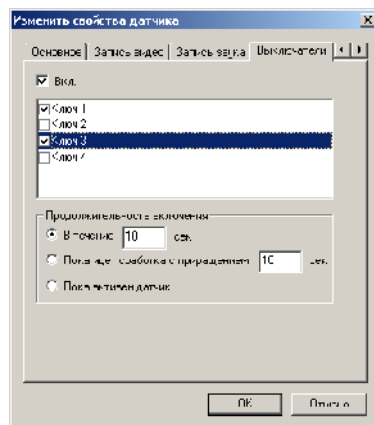 Изменить свойства датчика
Основное Запись видео Запись звука Выключатели
Вкл.
Ключ 1
Ключ 2
Ключ 3
Ключ 4
Продолжительность включения
В течение 10 сек
Пока идет сработка с приращением 10 сек
Пока активен датчик
OK Отмена